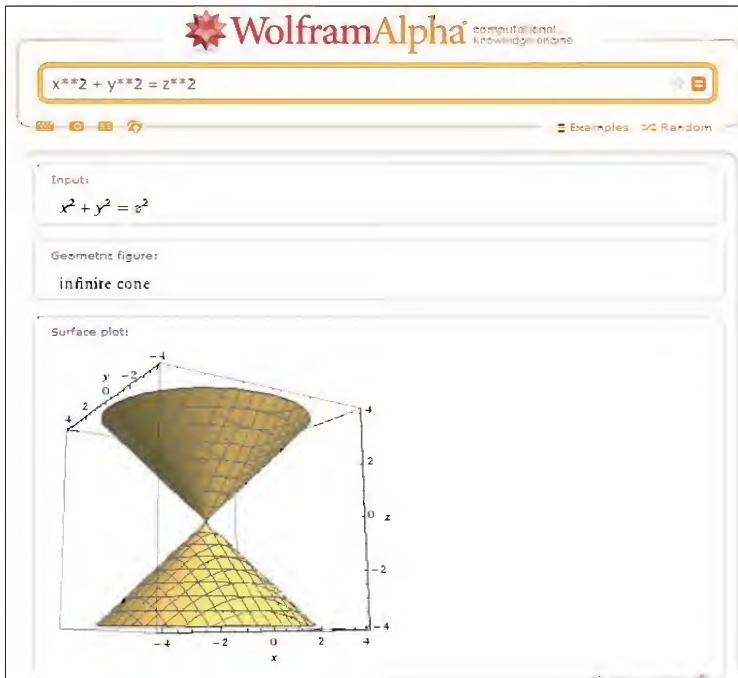 WolframAlpha computational knowledge engine
x**2 + y**2 = z**2
Examples Random
Input:
x² + y² = z²
Geometric figure:
infinite cone
Surface plot:
−4
y −2
0
2
4
4
2
0 z
−2
−4
−4 −2 0 2 4
x